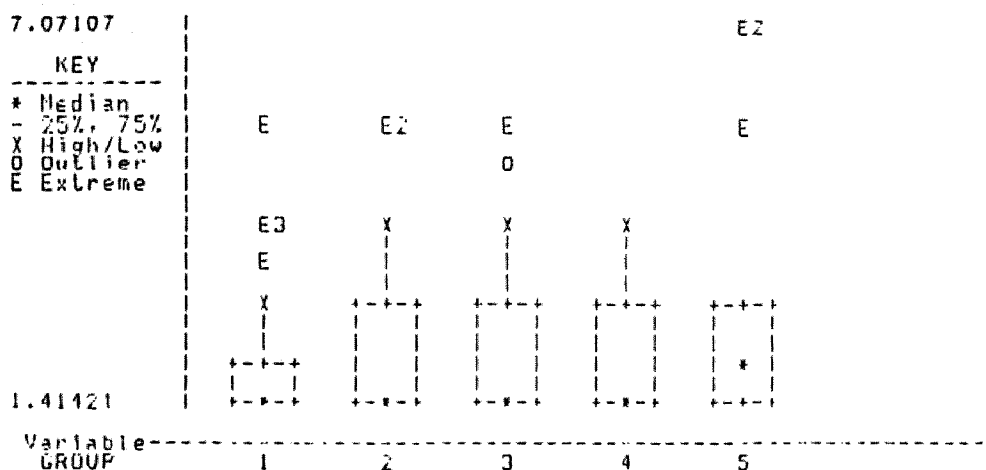 7.07107 E2
KEY
* Median
- 25%, 75% E E2 E E
X High/Low
O Outlier O
E Extreme
E3 X X X
E
X
*
1.41421 * * * *
Variable
GROUP 1 2 3 4 5